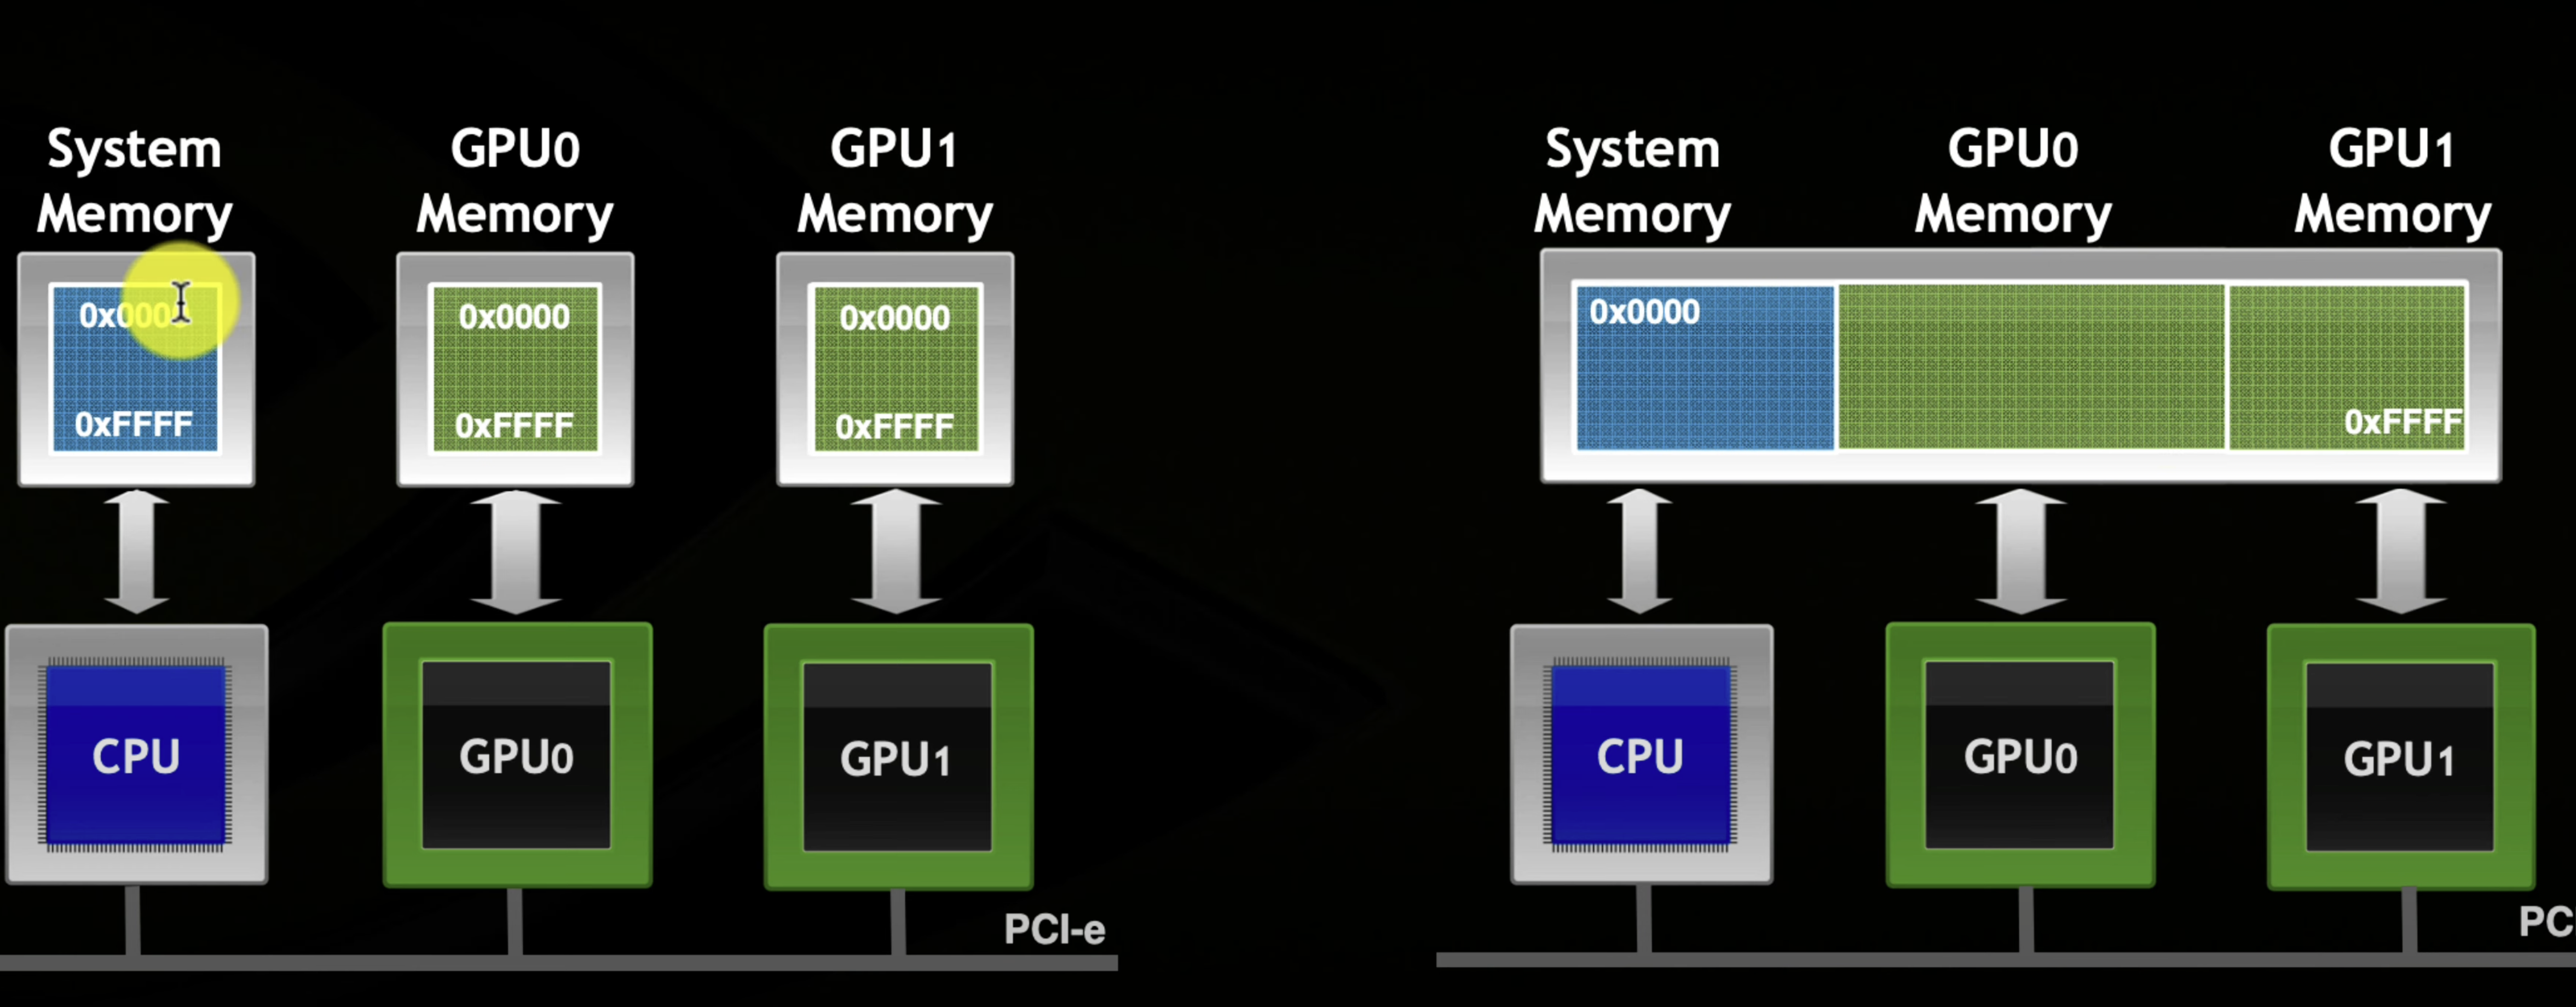 System
Memory
GPU0
Memory
GPU1
Memory
0x000
0xFFFF
0x0000
0xFFFF
0x0000
0xFFFF
CPU
GPU0
GPU1
PCI-e
System
Memory
GPU0
Memory
GPU1
Memory
0x0000
0xFFFF
CPU
GPU0
GPU1
PC